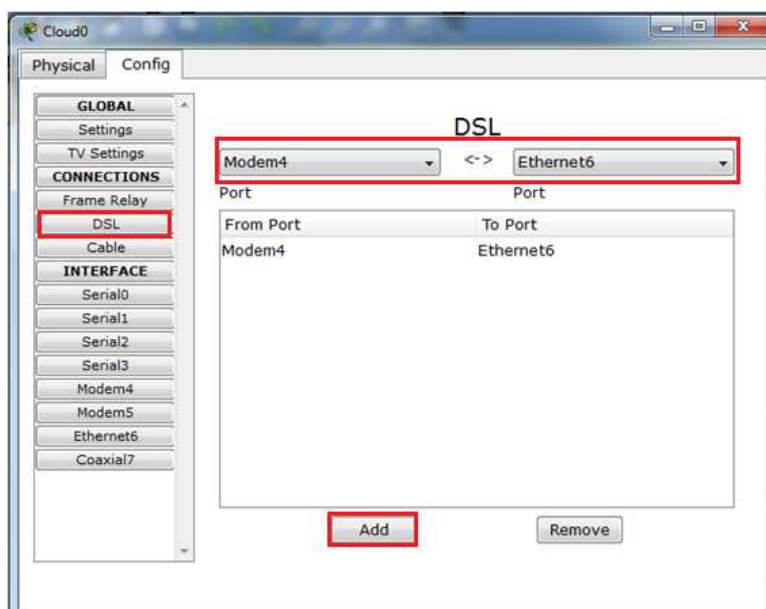 Cloud0
Physical Config
GLOBAL
Settings
TV Settings
CONNECTIONS
Frame Relay
DSL
Cable
INTERFACE
Serial0
Serial1
Serial2
Serial3
Modem4
Modem5
Ethernet6
Coaxial7
DSL
Modem4 <-> Ethernet6
Port Port
From Port To Port
Modem4 Ethernet6
Add Remove